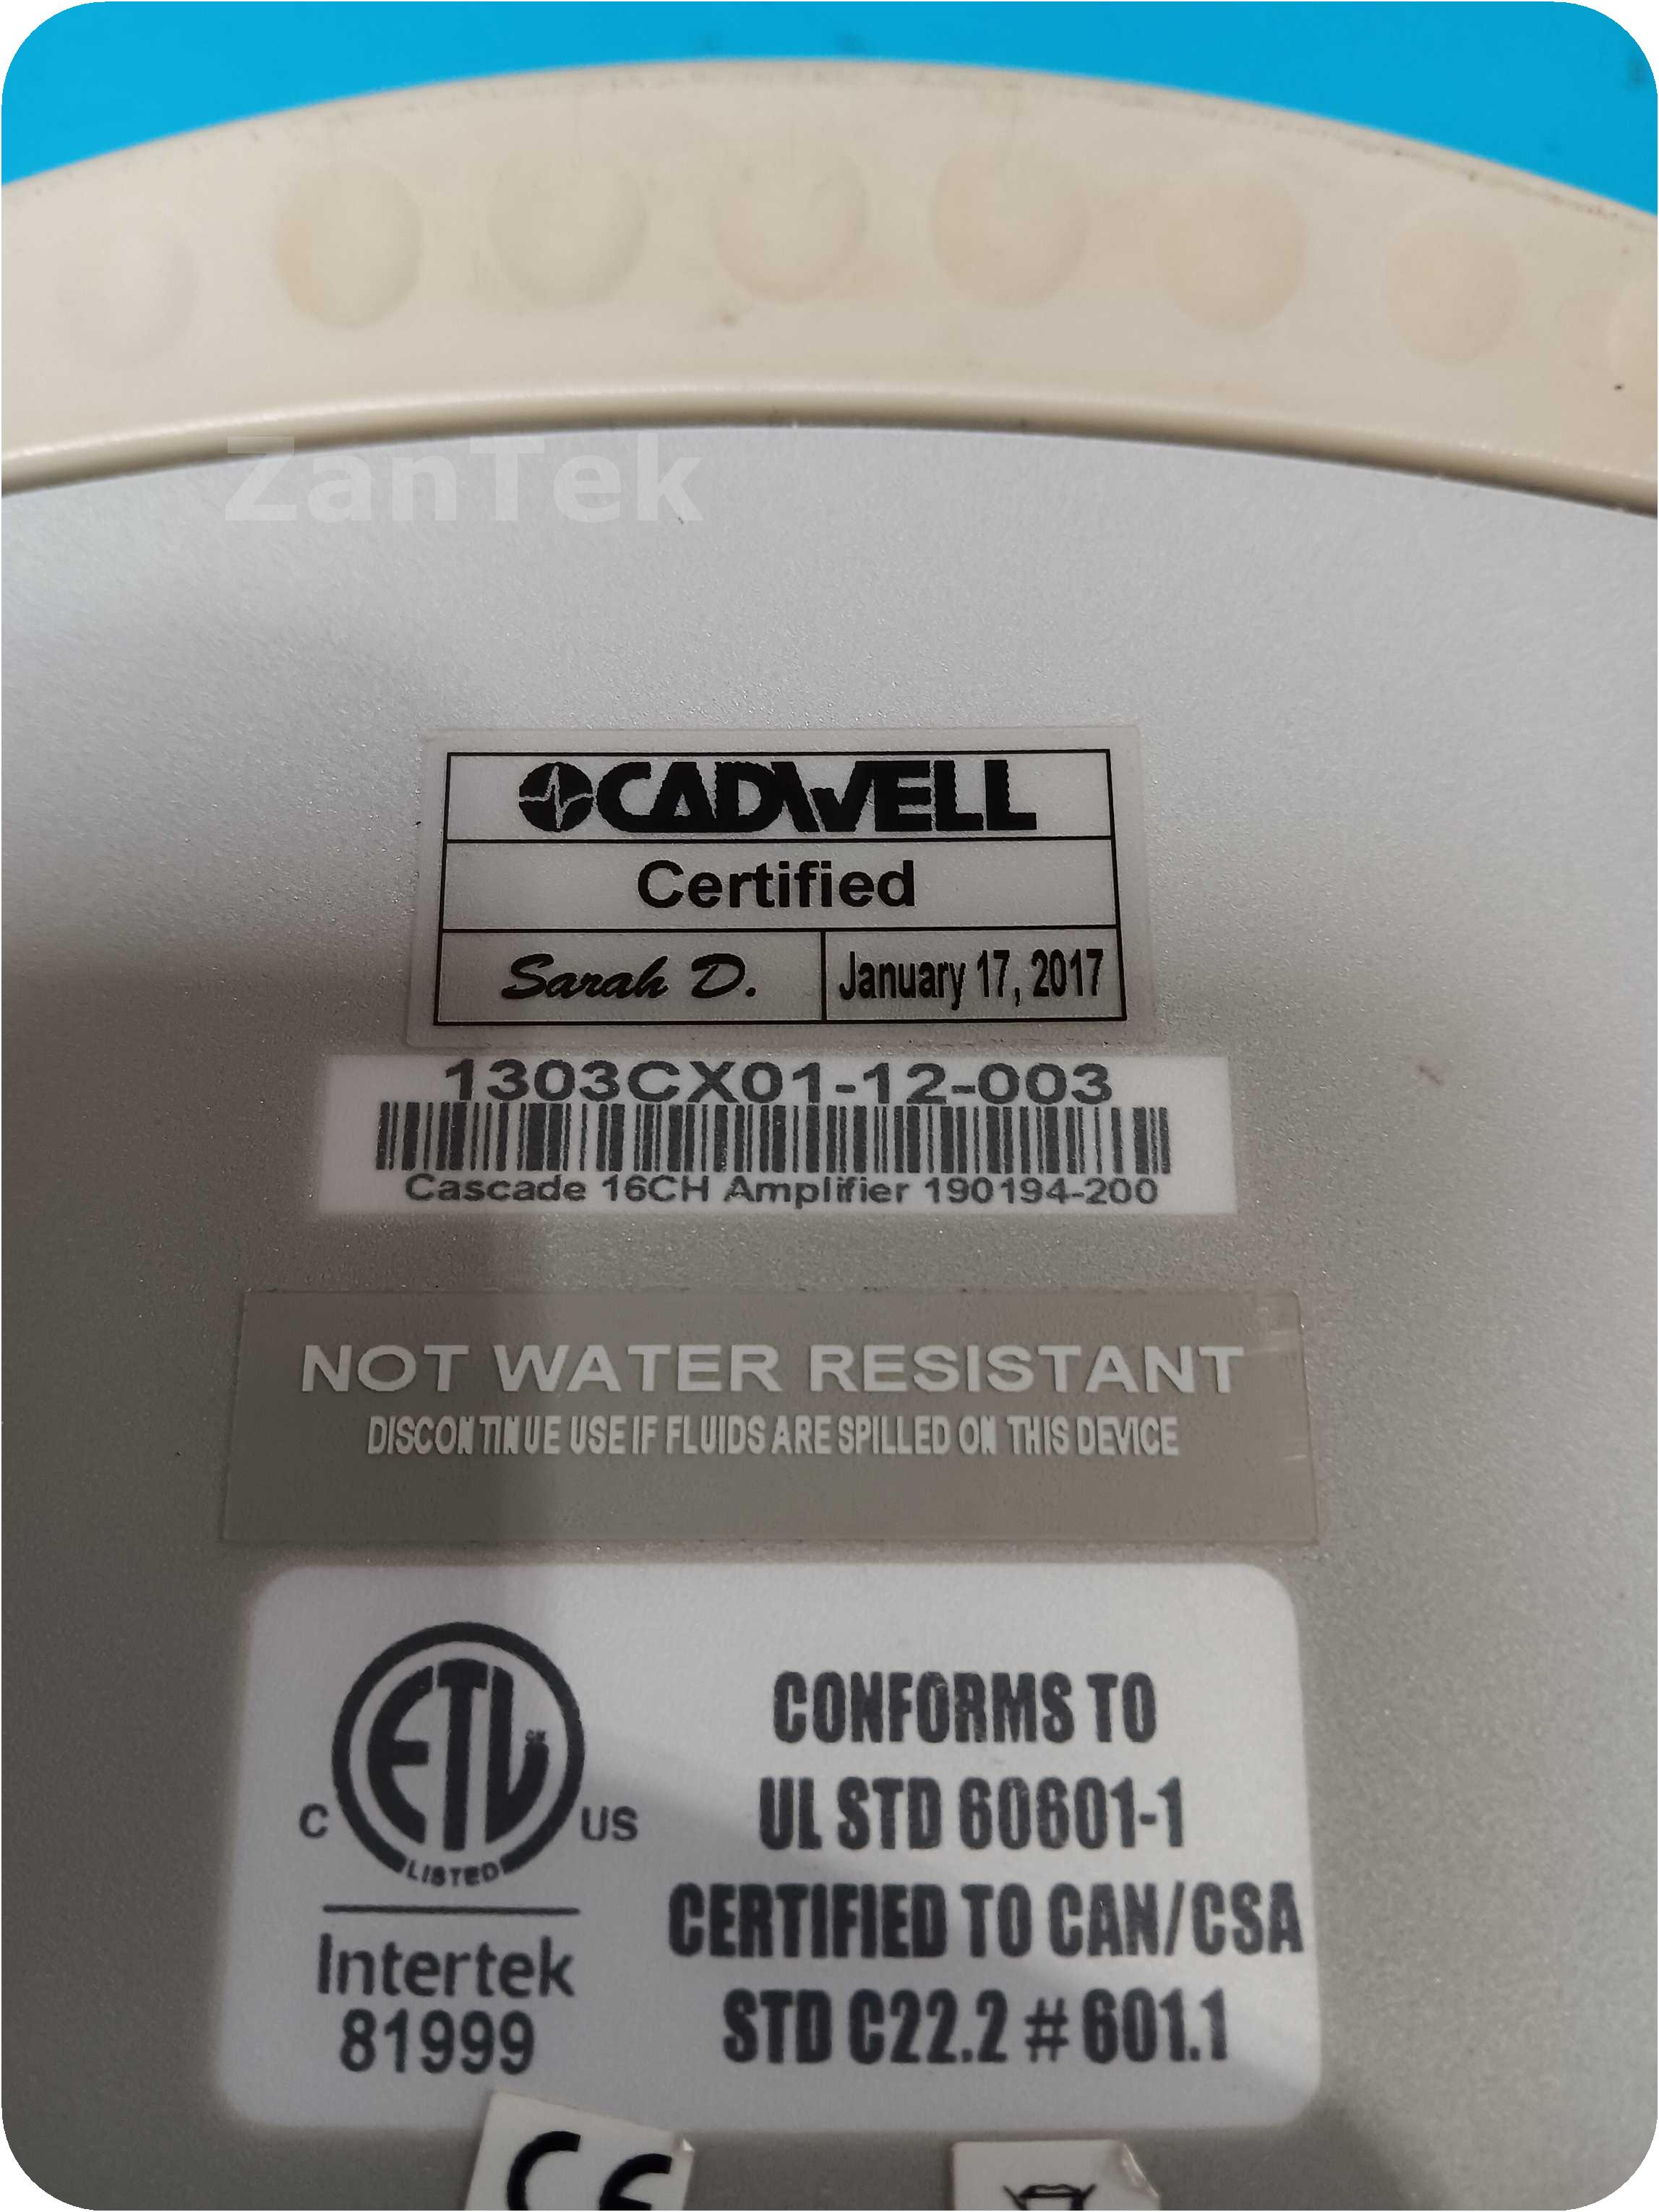 ZanTek
CADWELL
Certified
Sarah D. January 17, 2017
1303CX01-12-003
Cascade 16CH Amplifier 190194-200
NOT WATER RESISTANT
DISCONTINUE USE IF FLUIDS ARE SPILLED ON THIS DEVICE
ETL CM
C US
LISTED
Intertek
81999
CONFORMS TO
UL STD 60601-1
CERTIFIED TO CAN/CSA
STD C22.2 # 601.1
CE